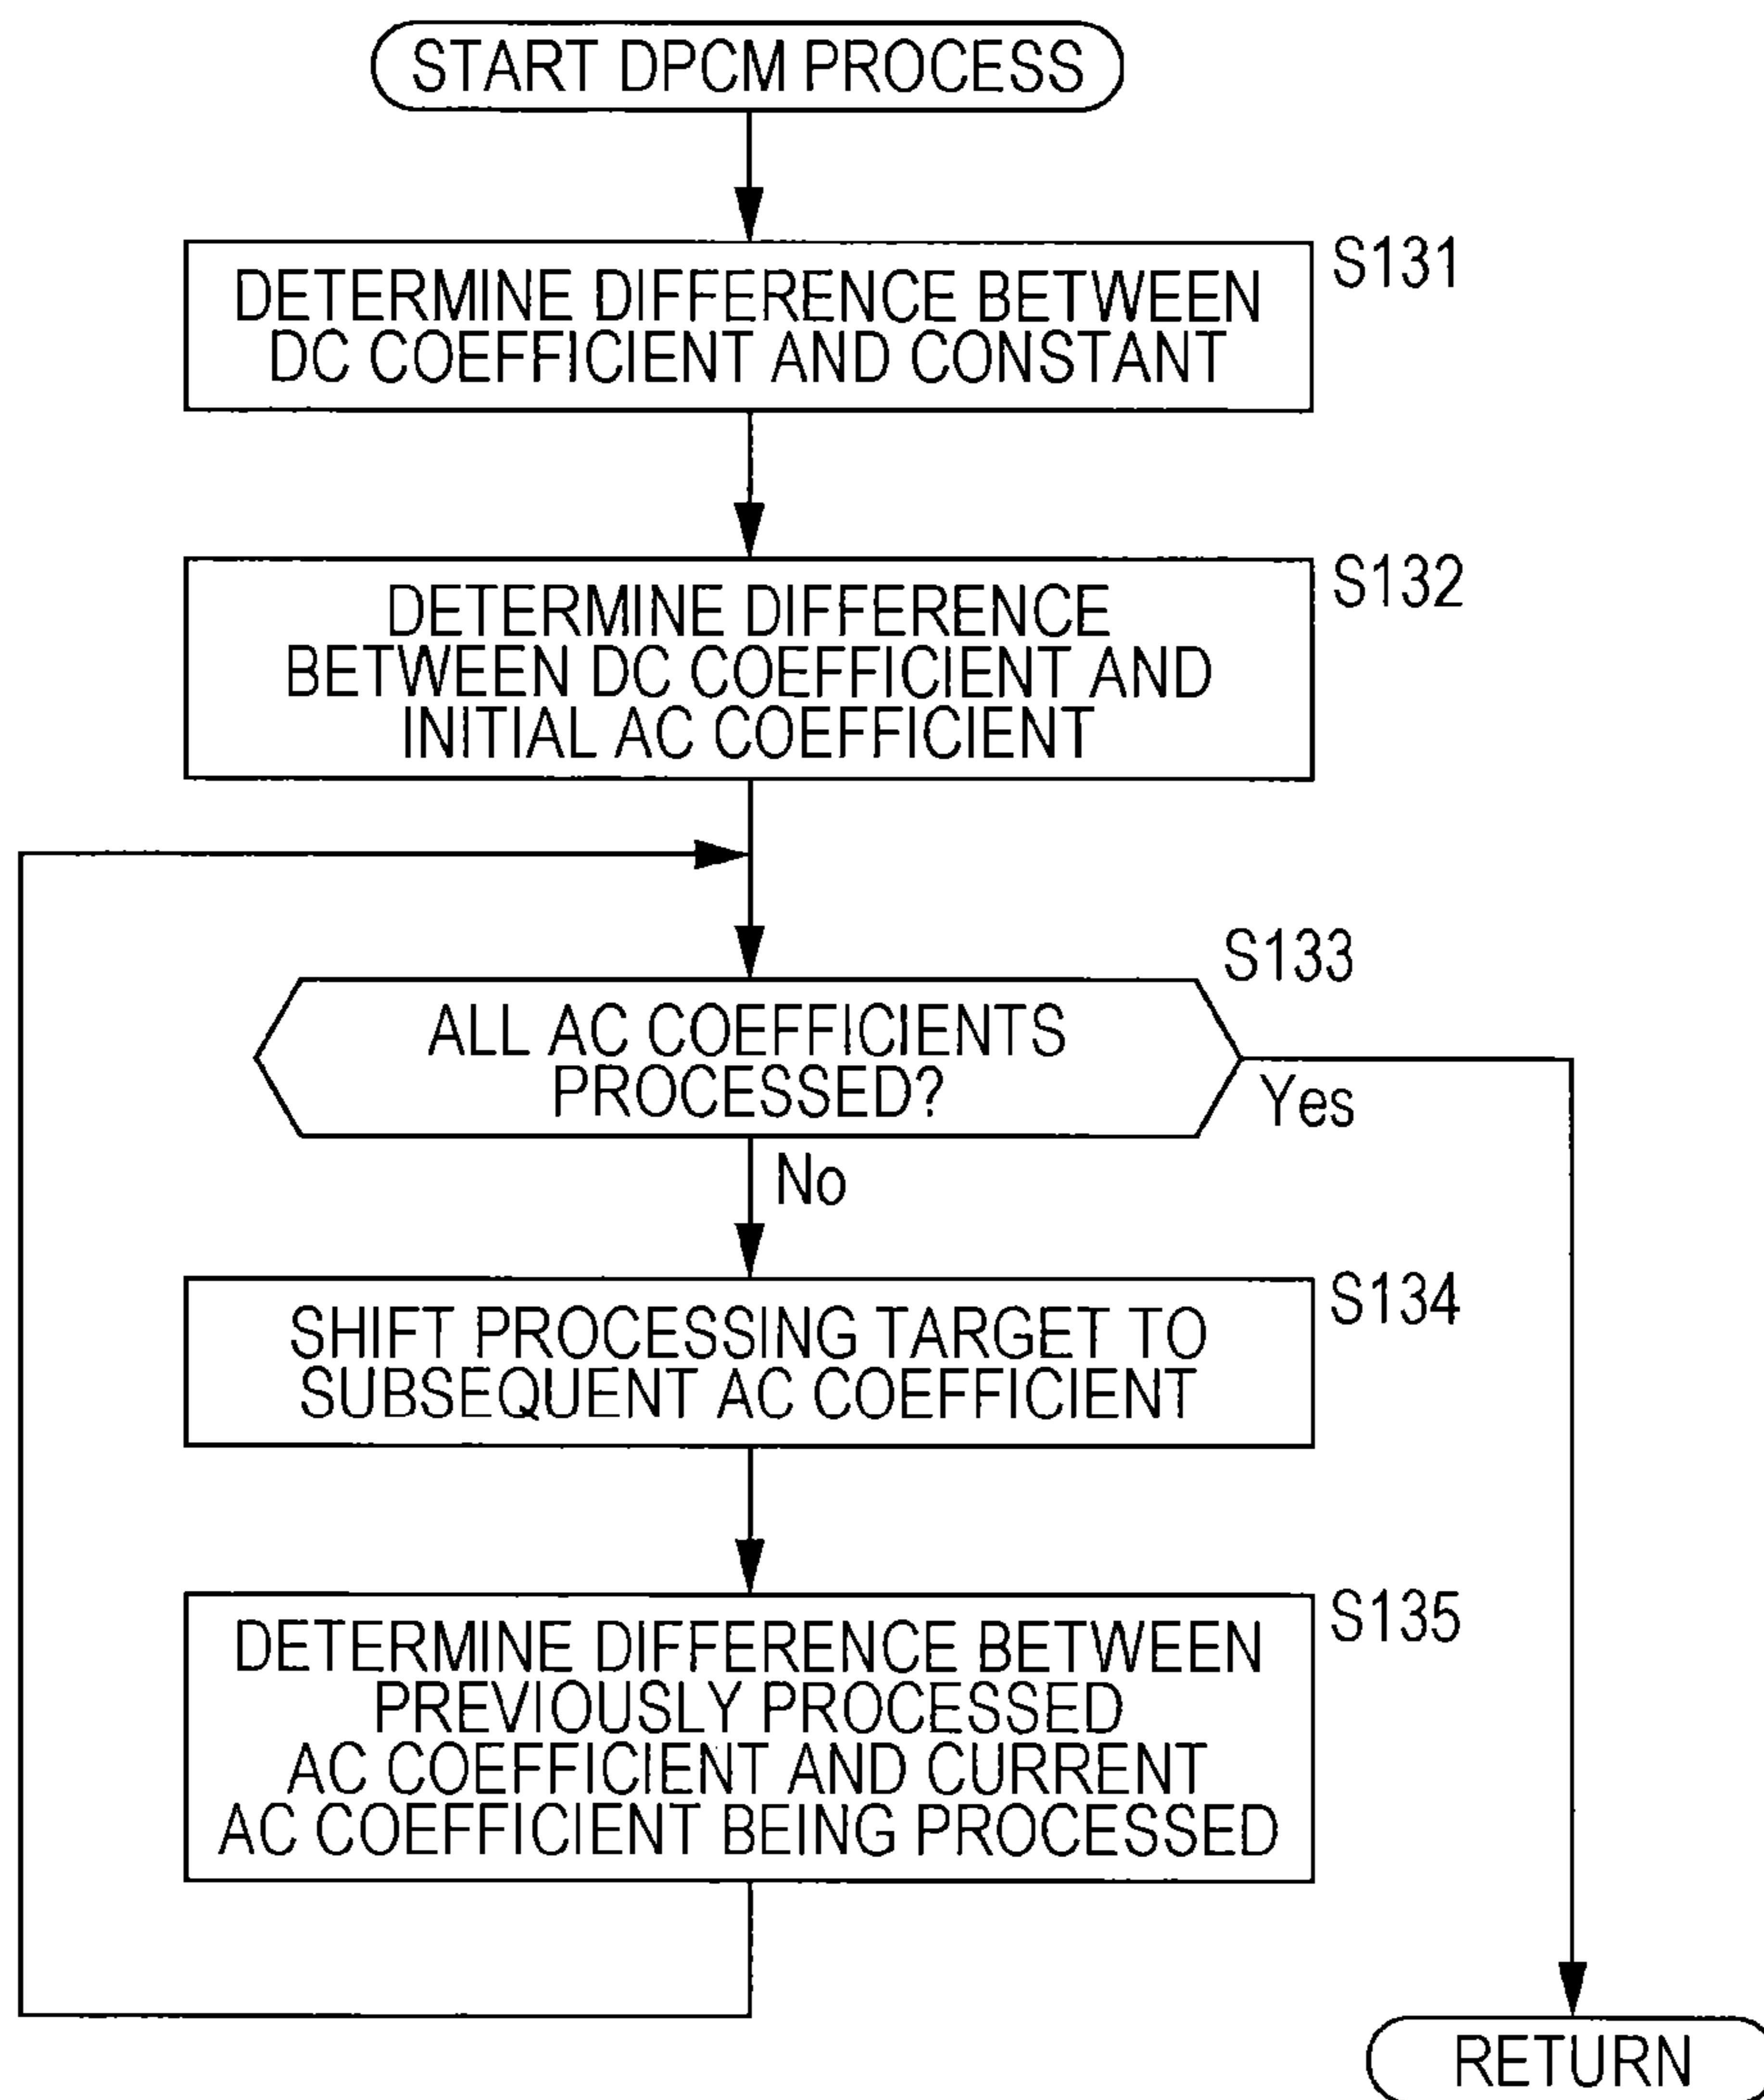 START DPCM PROCESS
S131
DETERMINE DIFFERENCE BETWEEN
DC COEFFICIENT AND CONSTANT
S132
DETERMINE DIFFERENCE
BETWEEN DC COEFFICIENT AND
INITIAL AC COEFFICIENT
S133
ALL AC COEFFICIENTS
PROCESSED?
Yes
No
S134
SHIFT PROCESSING TARGET TO
SUBSEQUENT AC COEFFICIENT
S135
DETERMINE DIFFERENCE BETWEEN
PREVIOUSLY PROCESSED
AC COEFFICIENT AND CURRENT
AC COEFFICIENT BEING PROCESSED
RETURN